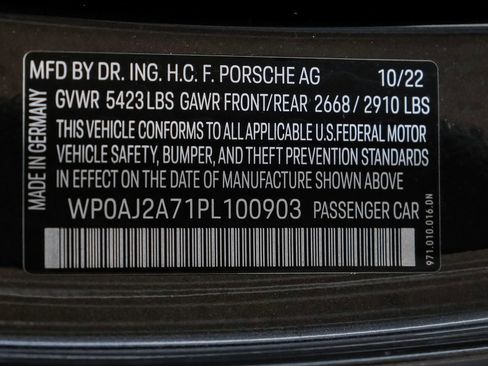 MFD BY DR. ING. H.C. F. PORSCHE AG 10/22
GVWR 5423 LBS GAWR FRONT/REAR 2668 / 2910 LBS
THIS VEHICLE CONFORMS TO ALL APPLICABLE U.S.FEDERAL MOTOR
VEHICLE SAFETY, BUMPER, AND THEFT PREVENTION STANDARDS
IN EFFECT ON THE DATE OF MANUFACTURE SHOWN ABOVE
WP0AJ2A71PL100903 PASSENGER CAR
MADE IN GERMANY
971.010.016.DN